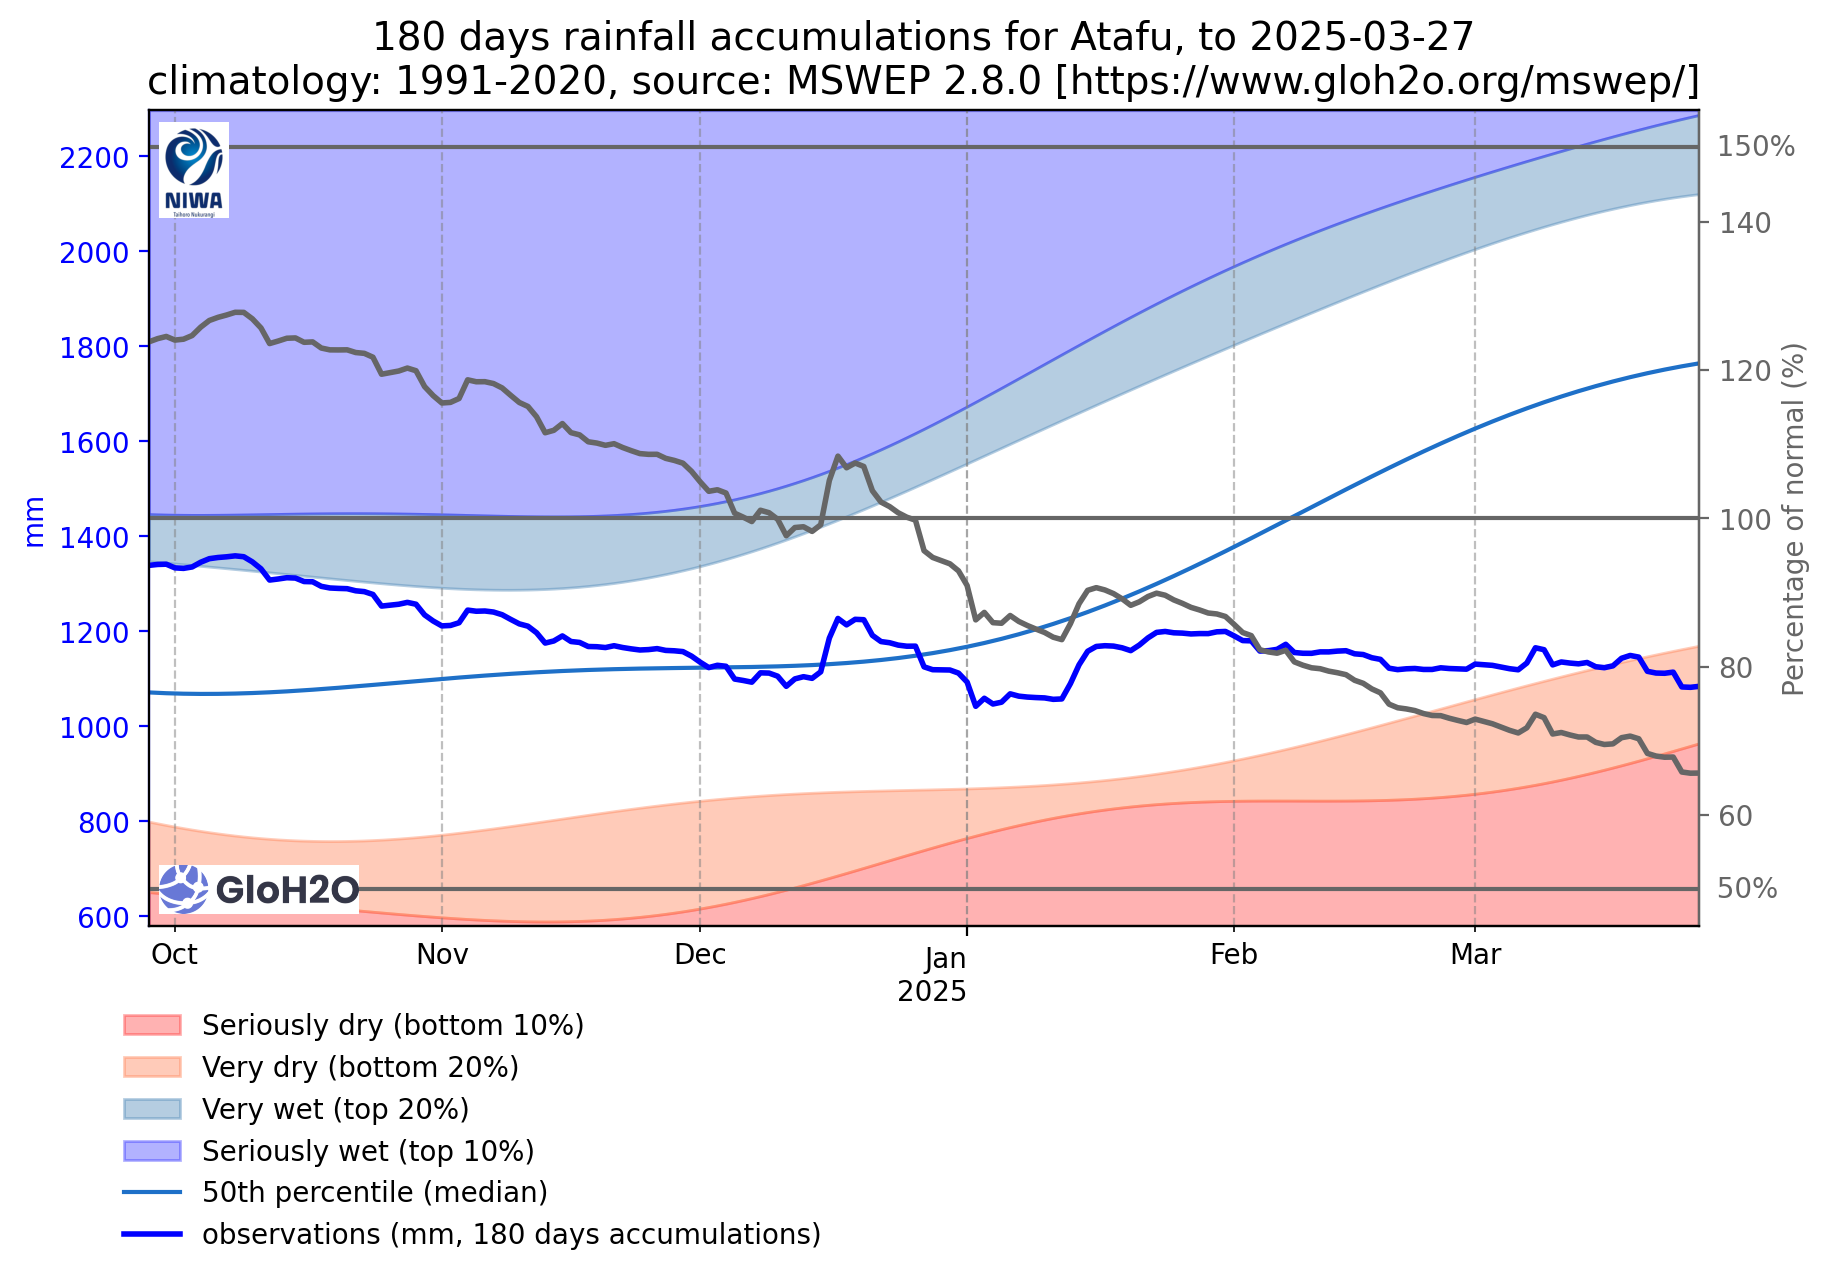 180 days rainfall accumulations for Atafu, to 2025-03-27
climatology: 1991-2020, source: MSWEP 2.8.0 [https://www.gloh2o.org/mswep/]
NIWA
Taihoro Nukurangi
2200
2000
1800
1600
1400
1200
1000
800
600
mm
150%
140
120
100
80
60
50%
Percentage of normal (%)
GloH2O
Oct
Nov
Dec
Jan
2025
Feb
Mar
Seriously dry (bottom 10%)
Very dry (bottom 20%)
Very wet (top 20%)
Seriously wet (top 10%)
50th percentile (median)
observations (mm, 180 days accumulations)